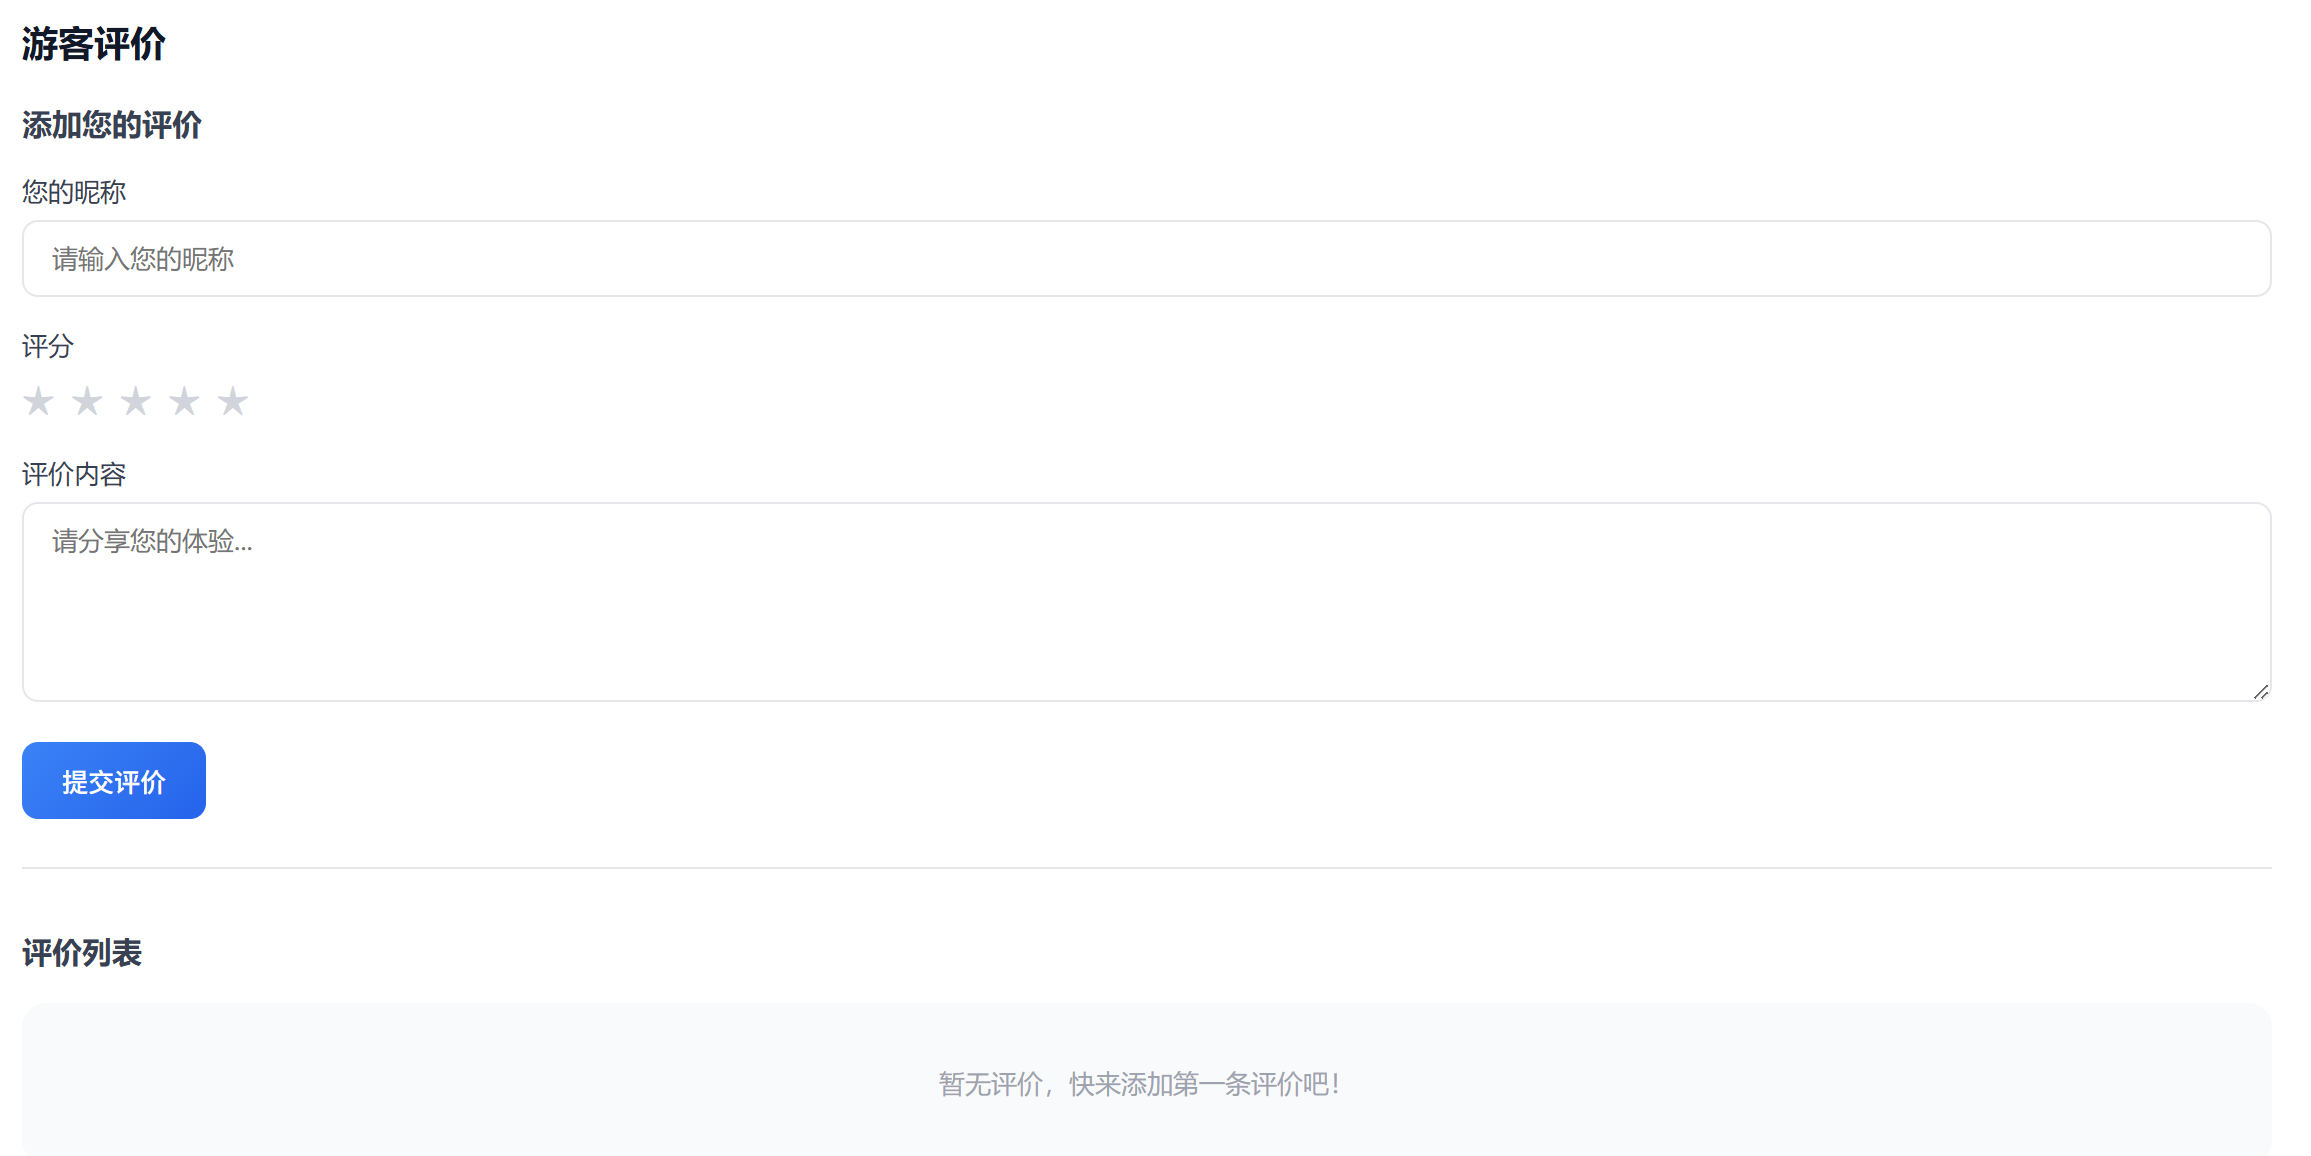 游客评价
添加您的评价
您的昵称
请输入您的昵称
评分
★ ★ ★ ★ ★
评价内容
请分享您的体验...
提交评价
评价列表
暂无评价，快来添加第一条评价吧！